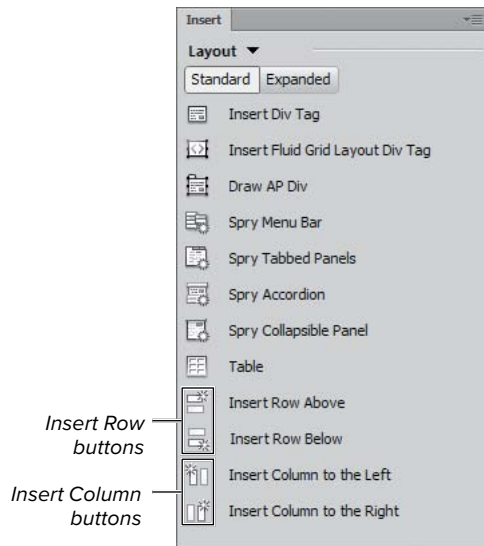 Insert
Layout
Standard Expanded
Insert Div Tag
Insert Fluid Grid Layout Div Tag
Draw AP Div
Spry Menu Bar
Spry Tabbed Panels
Spry Accordion
Spry Collapsible Panel
Table
Insert Row Above
Insert Row Below
Insert Column to the Left
Insert Column to the Right
Insert Row
buttons
Insert Column
buttons